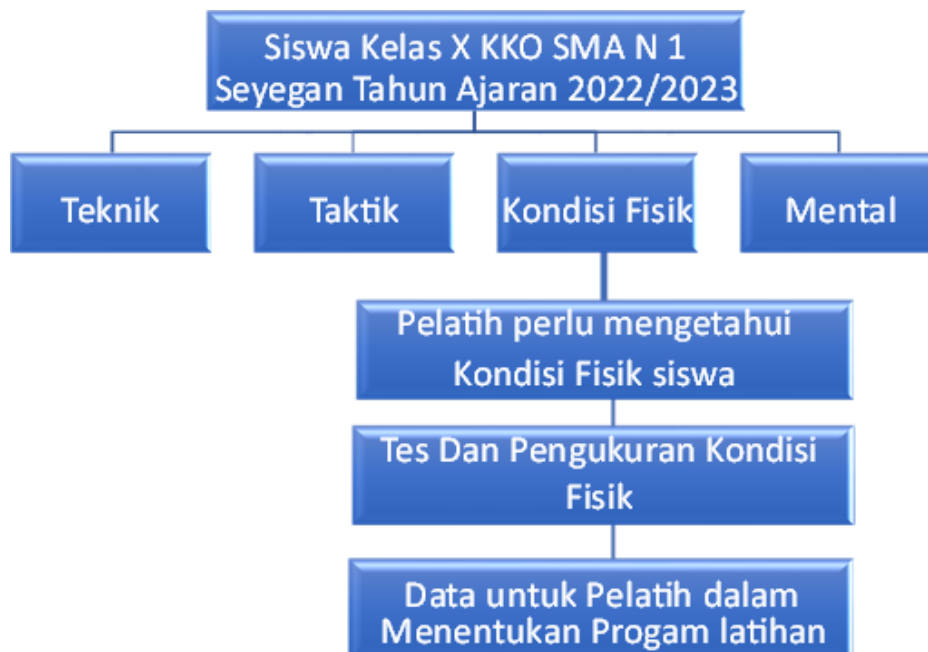 Siswa Kelas X KKO SMA N 1
Seyegan Tahun Ajaran 2022/2023
Teknik
Taktik
Kondisi Fisik
Mental
Pelatih perlu mengetahui
Kondisi Fisik siswa
Tes Dan Pengukuran Kondisi
Fisik
Data untuk Pelatih dalam
Menentukan Progam latihan